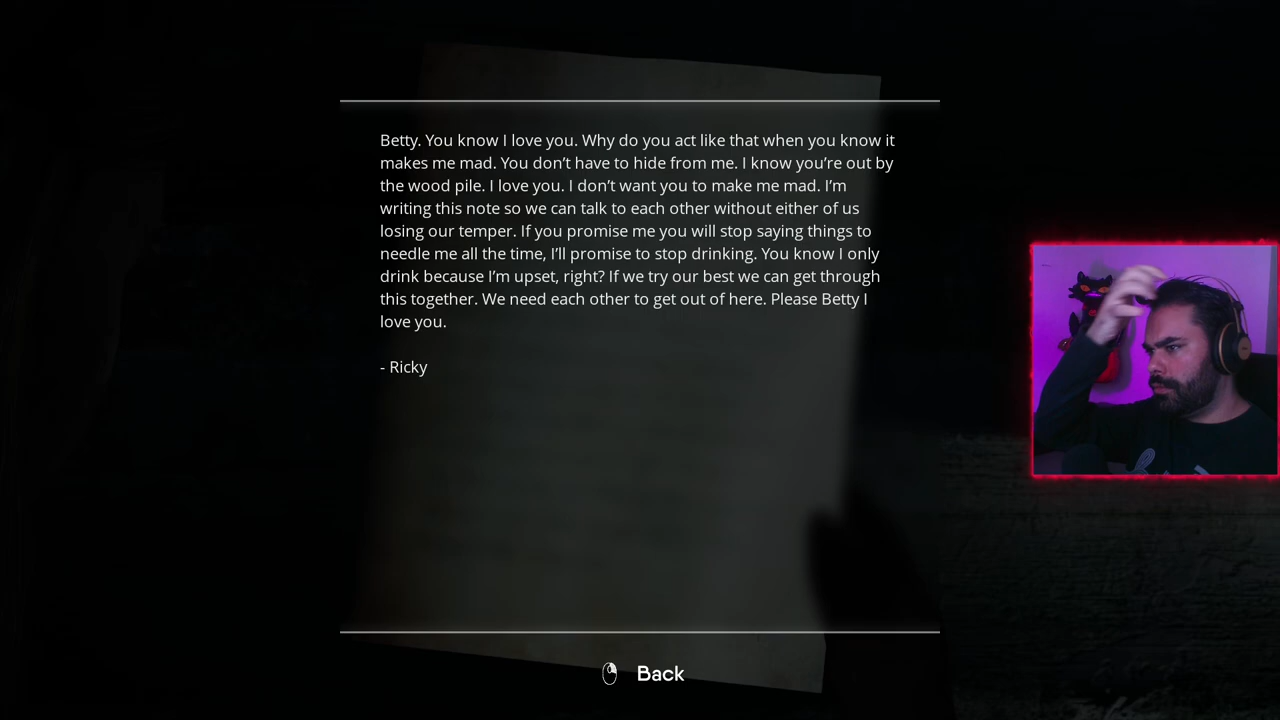 Betty. You know I love you. Why do you act like that when you know it
makes me mad. You don’t have to hide from me. I know you’re out by
the wood pile. I love you. I don’t want you to make me mad. I’m
writing this note so we can talk to each other without either of us
losing our temper. If you promise me you will stop saying things to
needle me all the time, I’ll promise to stop drinking. You know I only
drink because I’m upset, right? If we try our best we can get through
this together. We need each other to get out of here. Please Betty I
love you.
- Ricky
Back